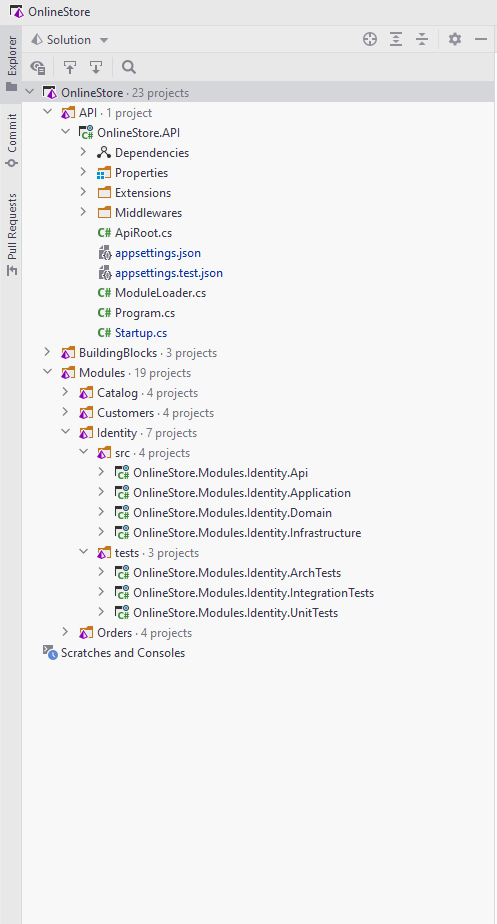 OnlineStore
Explorer
Commit
Pull Requests
Solution
OnlineStore · 23 projects
API · 1 project
OnlineStore.API
Dependencies
Properties
Extensions
Middlewares
C# ApiRoot.cs
appsettings.json
appsettings.test.json
C# ModuleLoader.cs
C# Program.cs
C# Startup.cs
BuildingBlocks · 3 projects
Modules · 19 projects
Catalog · 4 projects
Customers · 4 projects
Identity · 7 projects
src · 4 projects
C# OnlineStore.Modules.Identity.Api
C# OnlineStore.Modules.Identity.Application
C# OnlineStore.Modules.Identity.Domain
C# OnlineStore.Modules.Identity.Infrastructure
tests · 3 projects
C# OnlineStore.Modules.Identity.ArchTests
C# OnlineStore.Modules.Identity.IntegrationTests
C# OnlineStore.Modules.Identity.UnitTests
Orders · 4 projects
Scratches and Consoles